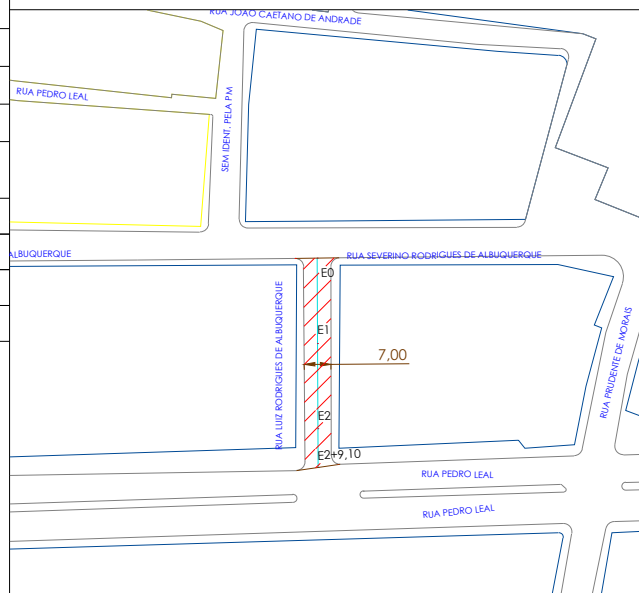 RUA JOÃO CAETANO DE ANDRADE
RUA PEDRO LEAL
SEM IDENT. PELA PM
ALBUQUERQUE
RUA SEVERINO RODRIGUES DE ALBUQUERQUE
E0
RUA LUIZ RODRIGUES DE ALBUQUERQUE
E1
7,00
RUA PRUDENTE DE MORAIS
E2
E2+9,10
RUA PEDRO LEAL
RUA PEDRO LEAL